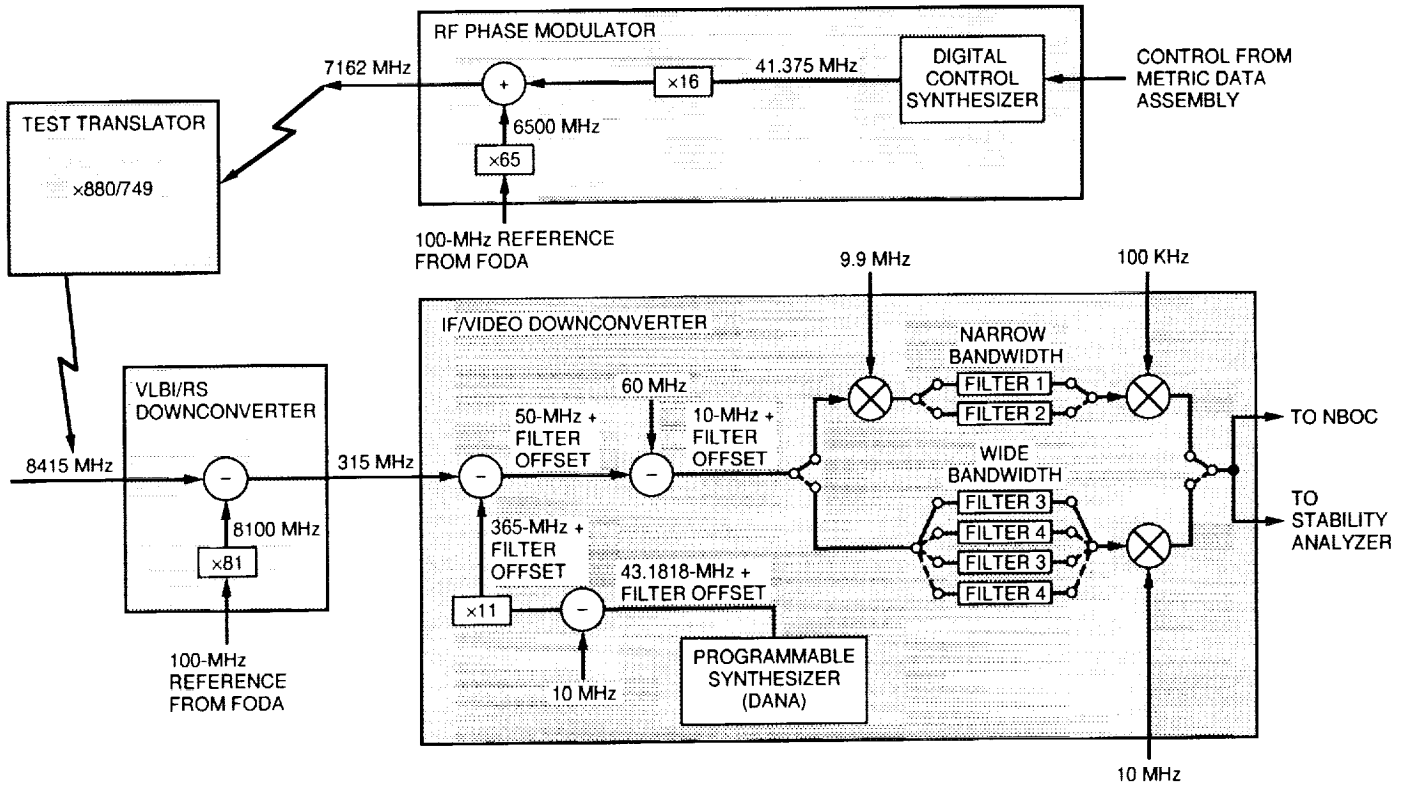 RF PHASE MODULATOR
7162 MHz
+
×16
41.375 MHz
DIGITAL
CONTROL
SYNTHESIZER
CONTROL FROM
METRIC DATA
ASSEMBLY
6500 MHz
×65
100-MHz REFERENCE
FROM FODA
TEST TRANSLATOR
×880/749
8415 MHz
VLBI/RS
DOWNCONVERTER
−
8100 MHz
×81
100-MHz
REFERENCE
FROM FODA
315 MHz
IF/VIDEO DOWNCONVERTER
−
50-MHz +
FILTER
OFFSET
60 MHz
−
10-MHz +
FILTER
OFFSET
365-MHz +
FILTER
OFFSET
×11
−
10 MHz
43.1818-MHz +
FILTER OFFSET
PROGRAMMABLE
SYNTHESIZER
(DANA)
9.9 MHz
NARROW
BANDWIDTH
FILTER 1
FILTER 2
100 KHz
WIDE
BANDWIDTH
FILTER 3
FILTER 4
FILTER 3
FILTER 4
10 MHz
TO NBOC
TO
STABILITY
ANALYZER